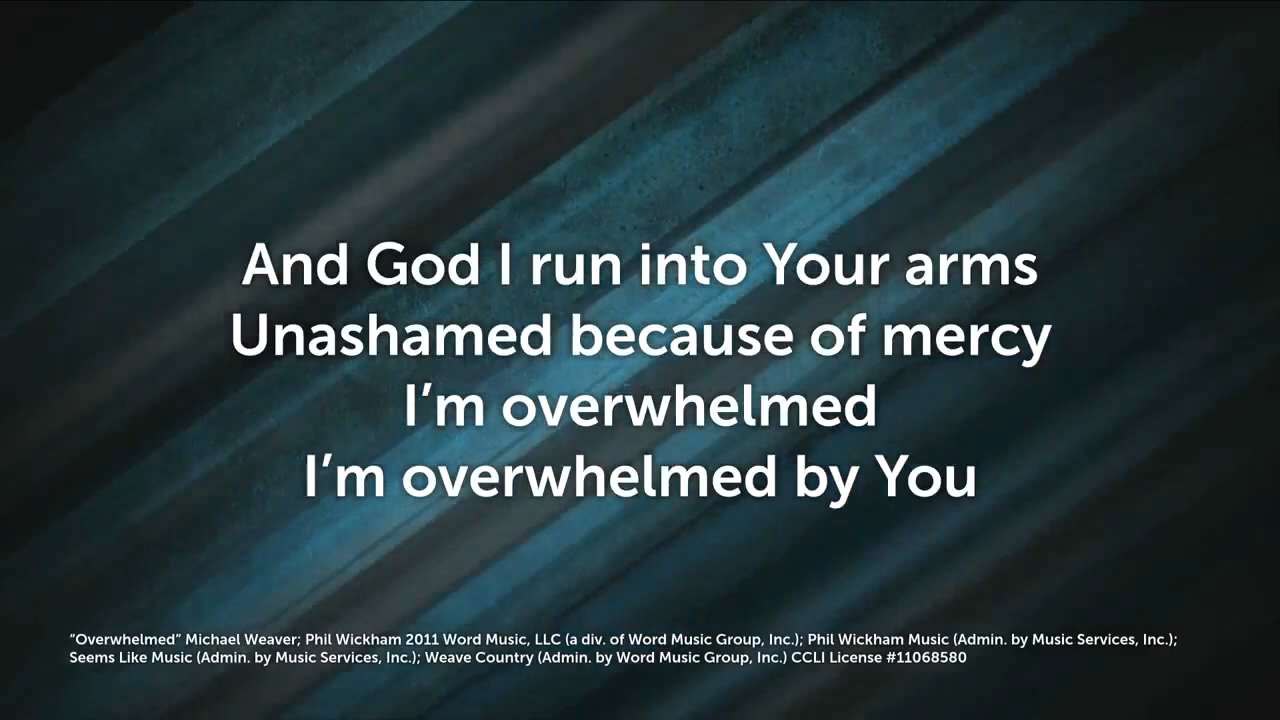 And God I run into Your arms
Unashamed because of mercy
I’m overwhelmed
I’m overwhelmed by You
“Overwhelmed” Michael Weaver; Phil Wickham 2011 Word Music, LLC (a div. of Word Music Group, Inc.); Phil Wickham Music (Admin. by Music Services, Inc.);
Seems Like Music (Admin. by Music Services, Inc.); Weave Country (Admin. by Word Music Group, Inc.) CCLI License #11068580